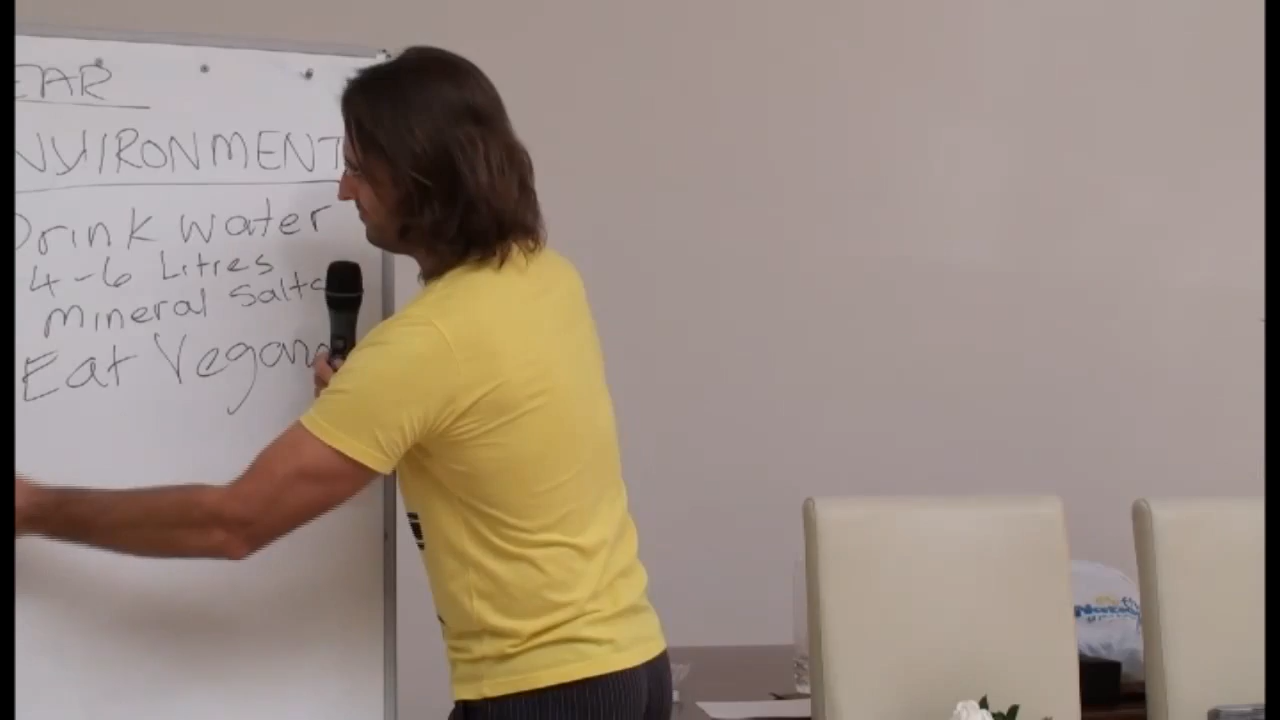 EAR
NVIRONMENT
Drink water
4-6 Litres
Mineral Salts
Eat Vegan